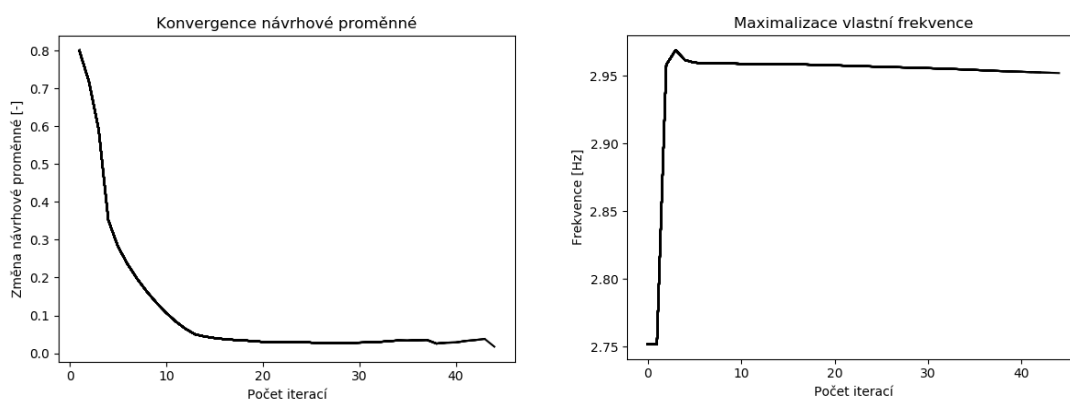 Konvergence návrhové proměnné
Změna návrhové proměnné [-]
0.8
0.7
0.6
0.5
0.4
0.3
0.2
0.1
0.0
0 10 20 30 40
Počet iterací
Maximalizace vlastní frekvence
Frekvence [Hz]
2.95
2.90
2.85
2.80
2.75
0 10 20 30 40
Počet iterací